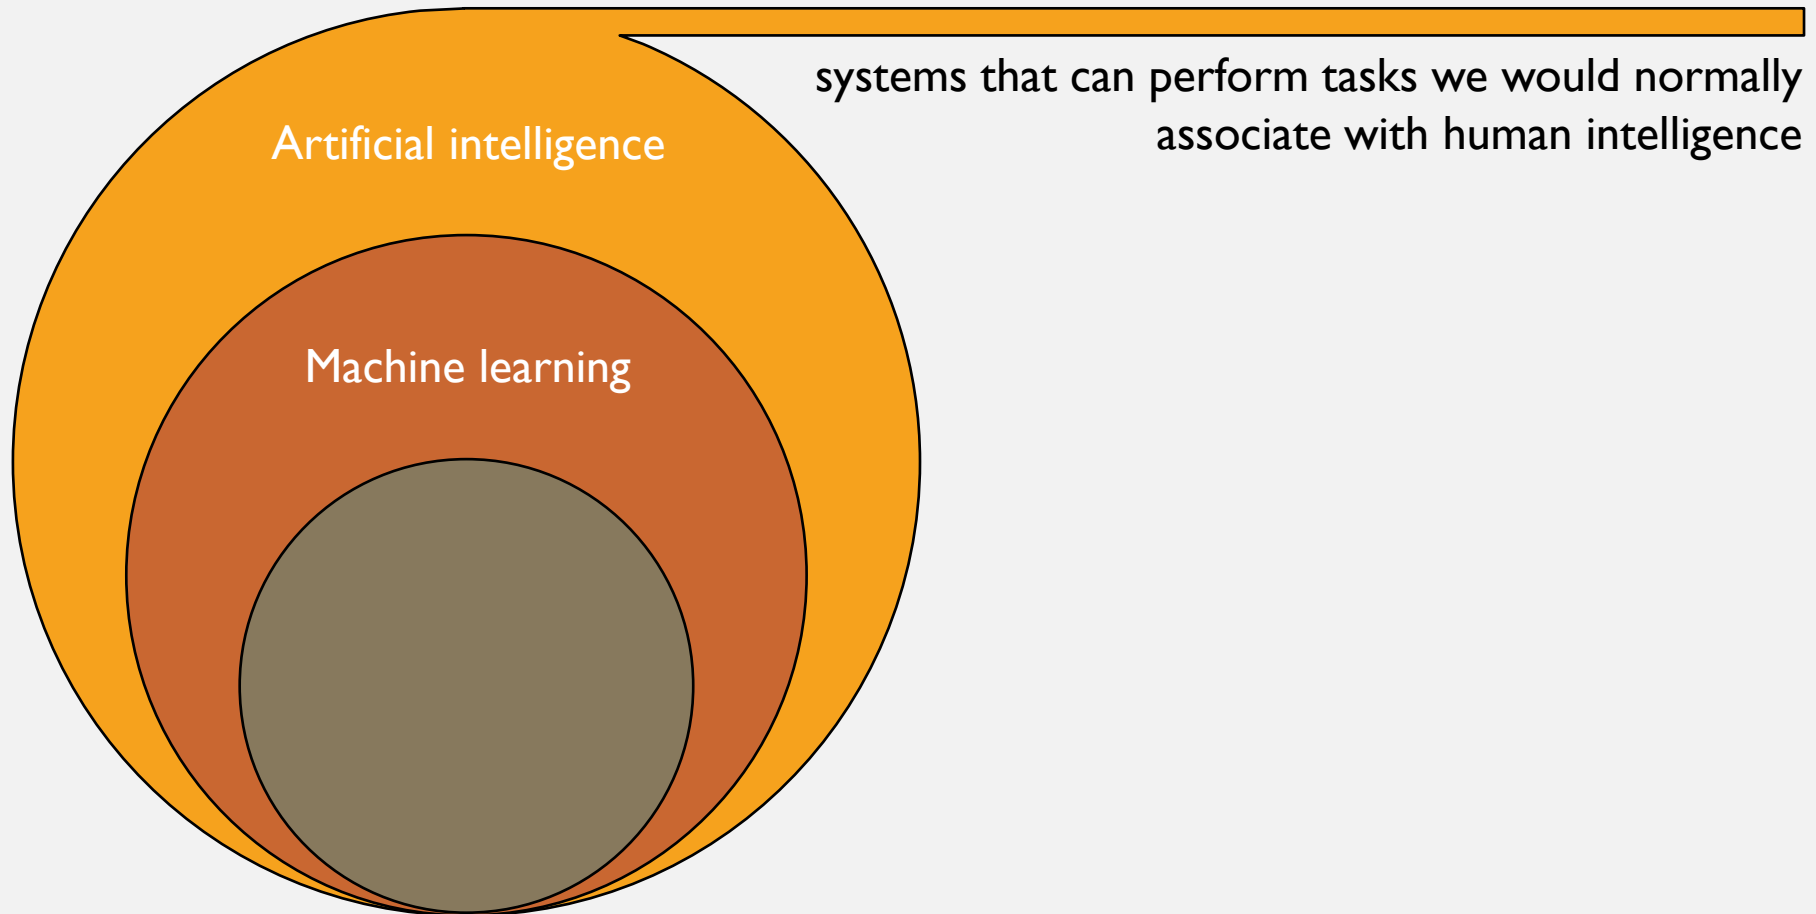 systems that can perform tasks we would normally
associate with human intelligence
Artificial intelligence
Machine learning